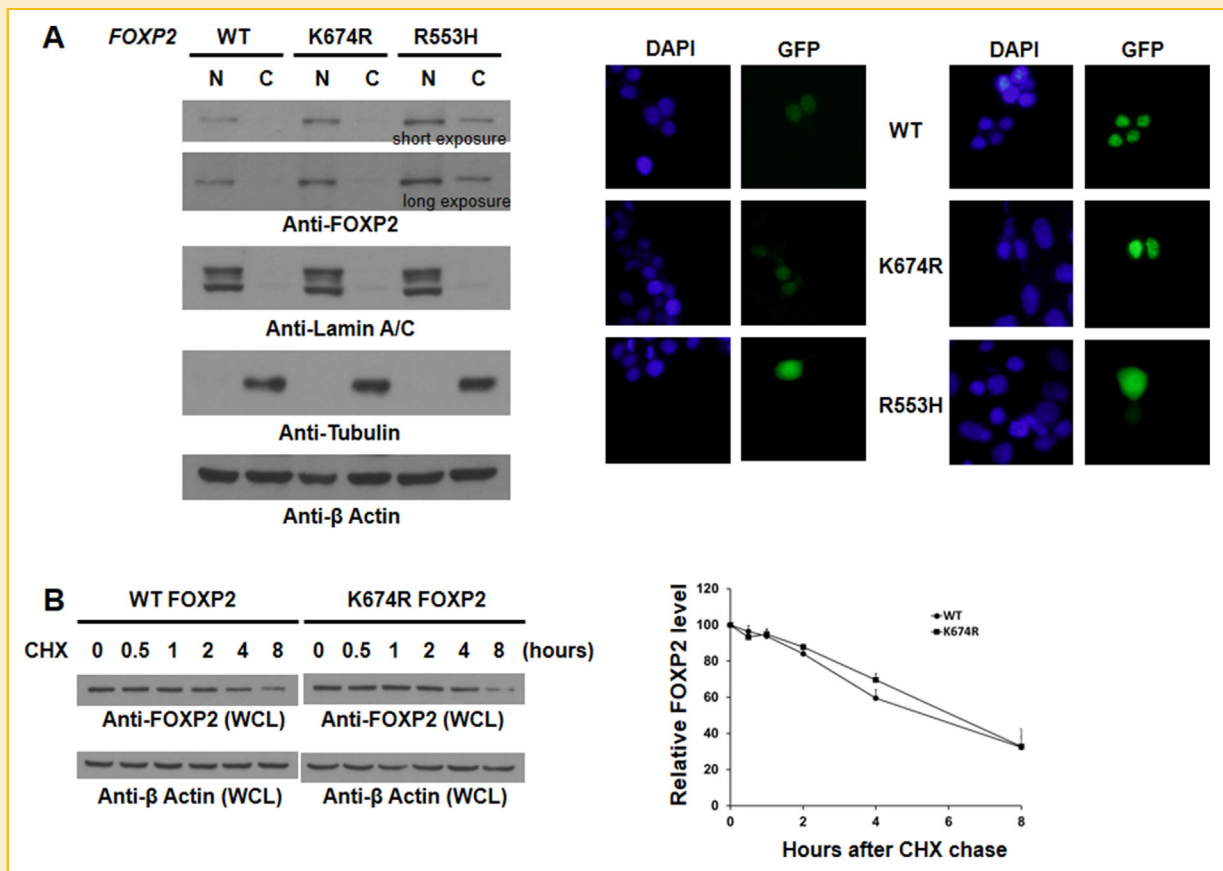 A
FOXP2 WT K674R R553H
N C N C N C
short exposure
long exposure
Anti-FOXP2
Anti-Lamin A/C
Anti-Tubulin
Anti-β Actin
DAPI GFP DAPI GFP
WT
K674R
R553H
B
WT FOXP2 K674R FOXP2
CHX 0 0.5 1 2 4 8 0 0.5 1 2 4 8 (hours)
Anti-FOXP2 (WCL) Anti-FOXP2 (WCL)
Anti-β Actin (WCL) Anti-β Actin (WCL)
Relative FOXP2 level
120
100
80
60
40
20
0
WT
K674R
0 2 4 6 8
Hours after CHX chase